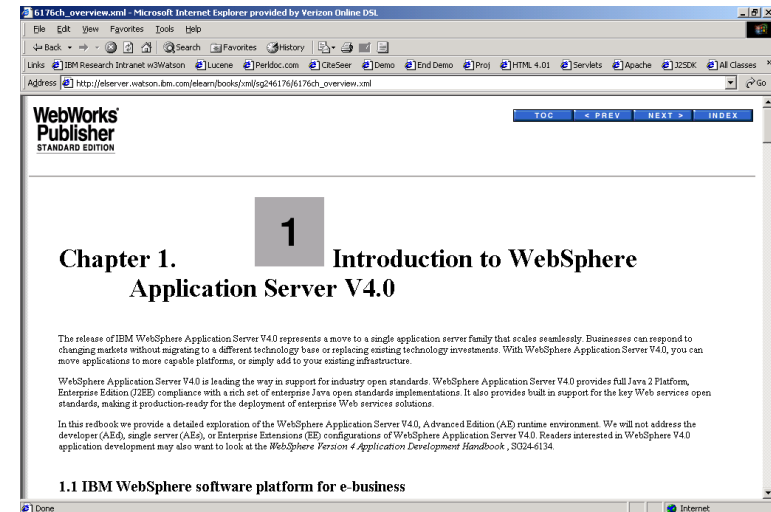 6176ch_overview.xml - Microsoft Internet Explorer provided by Verizon Online DSL
File Edit View Favorites Tools Help
Back Search Favorites History
Links IBM Research Intranet w3Watson Lucene Perldoc.com CiteSeer Demo End Demo Proj HTML 4.01 Servlets Apache J2SDK All Classes »
Address http://elserver.watson.ibm.com/elearn/books/xml/sg246176/6176ch_overview.xml Go
WebWorks
Publisher
STANDARD EDITION
TOC < PREV NEXT > INDEX
1
Chapter 1. Introduction to WebSphere
Application Server V4.0
The release of IBM WebSphere Application Server V4.0 represents a move to a single application server family that scales seamlessly. Businesses can respond to
changing markets without migrating to a different technology base or replacing existing technology investments. With WebSphere Application Server V4.0, you can
move applications to more capable platforms, or simply add to your existing infrastructure.
WebSphere Application Server V4.0 is leading the way in support for industry open standards. WebSphere Application Server V4.0 provides full Java 2 Platform,
Enterprise Edition (J2EE) compliance with a rich set of enterprise Java open standards implementations. It also provides built in support for the key Web services open
standards, making it production-ready for the deployment of enterprise Web services solutions.
In this redbook we provide a detailed exploration of the WebSphere Application Server V4.0, Advanced Edition (AE) runtime environment. We will not address the
developer (AEd), single server (AEs), or Enterprise Extensions (EE) configurations of WebSphere Application Server V4.0. Readers interested in WebSphere V4.0
application development may also want to look at the WebSphere Version 4 Application Development Handbook , SG24-6134.
1.1 IBM WebSphere software platform for e-business
Done Internet